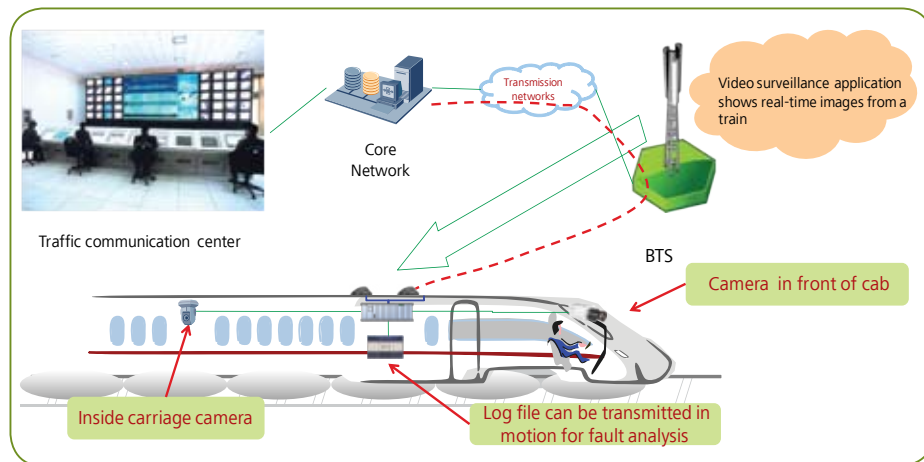 Transmission
networks
Video surveillance application
shows real-time images from a
train
Core
Network
Traffic communication center
BTS
Camera in front of cab
Inside carriage camera
Log file can be transmitted in
motion for fault analysis